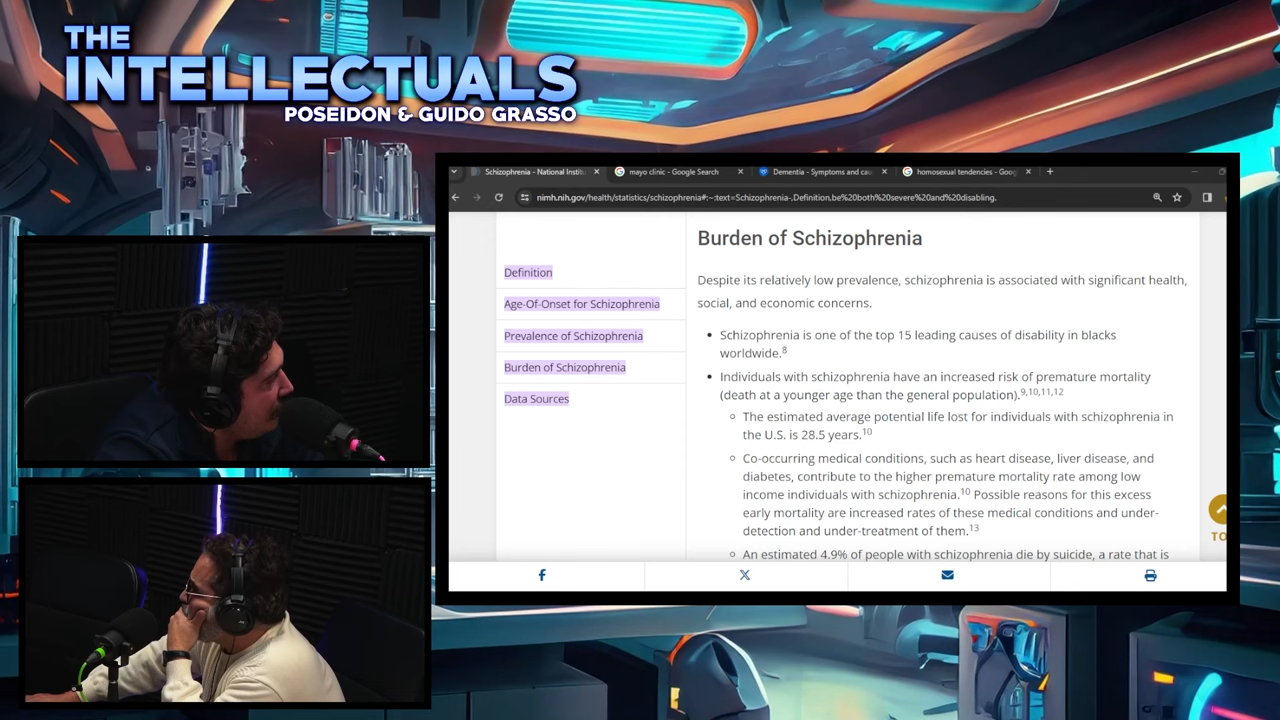 THE
INTELLECTUALS
POSEIDON & GUIDO GRASSO
Schizophrenia - National Instit
mayo clinic - Google Search
Dementia - Symptoms and cau
homosexual tendencies - Goog
nimh.nih.gov/health/statistics/schizophrenia#:~:text=Schizophrenia-,Definition,be%20both%20severe%20and%20disabling.
Definition
Age-Of-Onset for Schizophrenia
Prevalence of Schizophrenia
Burden of Schizophrenia
Data Sources
Burden of Schizophrenia
Despite its relatively low prevalence, schizophrenia is associated with significant health,
social, and economic concerns.
Schizophrenia is one of the top 15 leading causes of disability in blacks
worldwide.8
Individuals with schizophrenia have an increased risk of premature mortality
(death at a younger age than the general population).9,10,11,12
The estimated average potential life lost for individuals with schizophrenia in
the U.S. is 28.5 years.10
Co-occurring medical conditions, such as heart disease, liver disease, and
diabetes, contribute to the higher premature mortality rate among low
income individuals with schizophrenia.10 Possible reasons for this excess
early mortality are increased rates of these medical conditions and under-
detection and under-treatment of them.13
An estimated 4.9% of people with schizophrenia die by suicide, a rate that is
TO